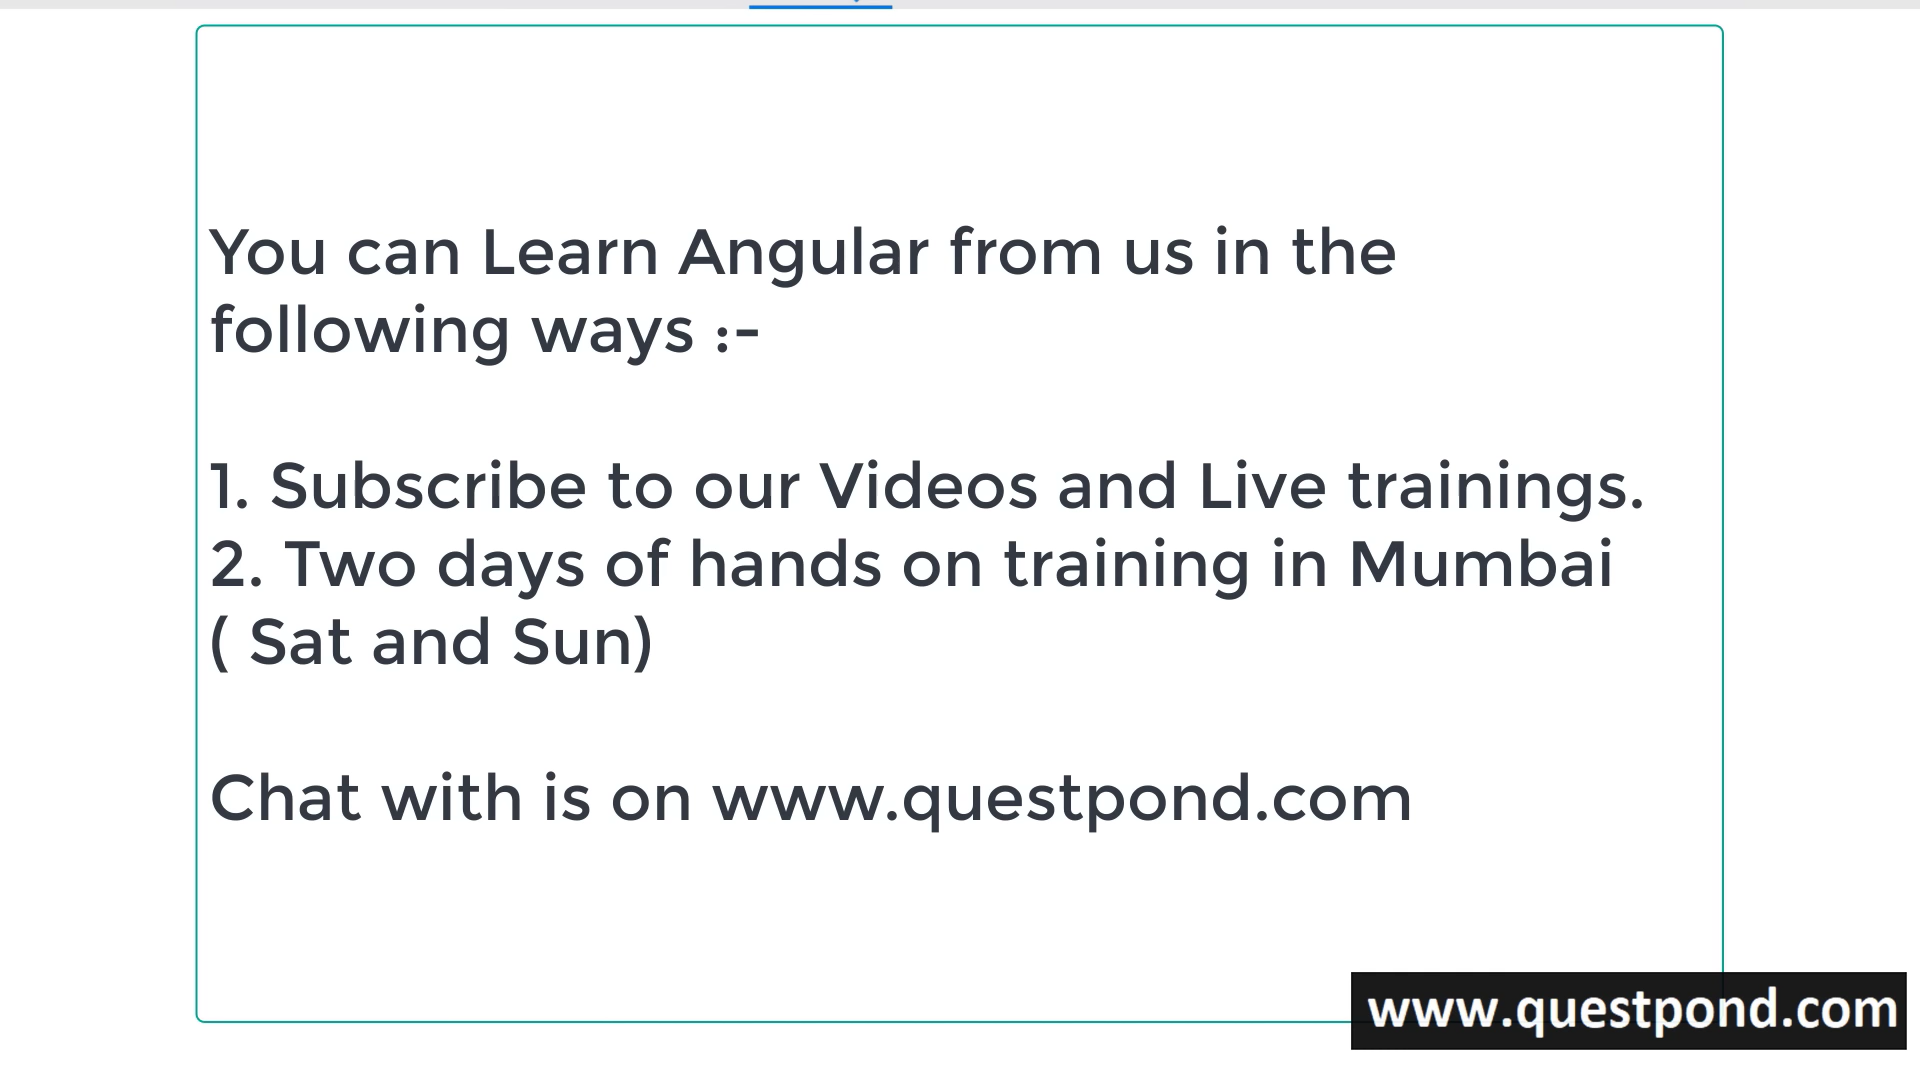 You can Learn Angular from us in the
following ways :-
1. Subscribe to our Videos and Live trainings.
2. Two days of hands on training in Mumbai
( Sat and Sun)
Chat with is on www.questpond.com
www.questpond.com